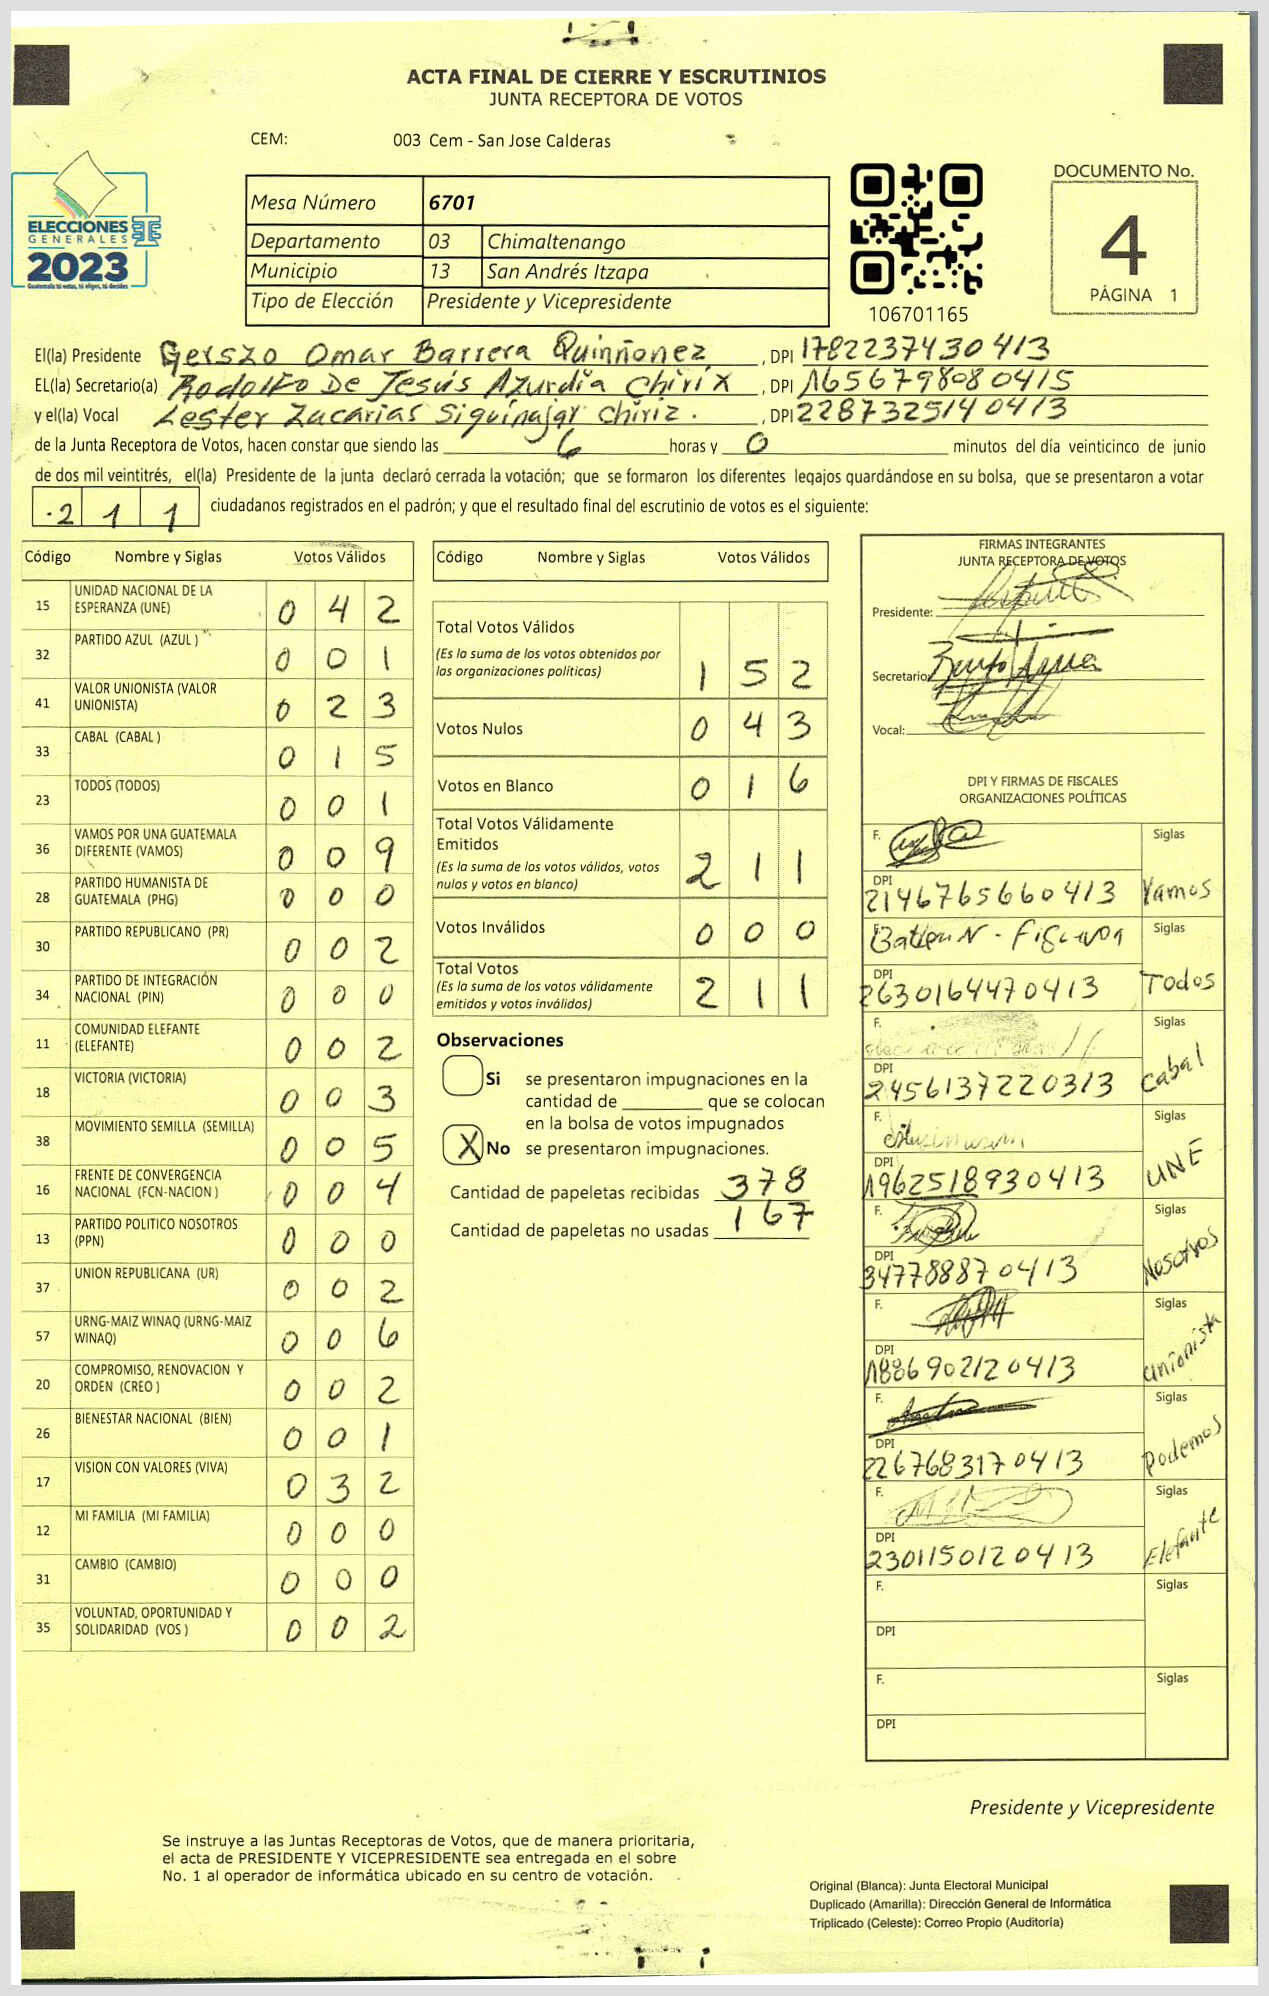 ACTA FINAL DE CIERRE Y ESCRUTINIOS
JUNTA RECEPTORA DE VOTOS
CEM: 003 Cem - San Jose Calderas
ELECCIONES
GENERALES
2023
Guatemala tú votas, tú eliges, tú decides
Mesa Número 6701
Departamento 03 Chimaltenango
Municipio 13 San Andrés Itzapa
Tipo de Elección Presidente y Vicepresidente
106701165
DOCUMENTO No.
4
PÁGINA 1
El(la) Presidente Gerszo Omar Barrera Quinñonez, DPI 1782237430413
EL(la) Secretario(a) Rodolfo De Jesús Azurdia Chirix, DPI 1656798080415
y el(la) Vocal Lester Zacarias Siquinajay Chiriz., DPI 2287325140413
de la Junta Receptora de Votos, hacen constar que siendo las 6 horas y 0 minutos del día veinticinco de junio
de dos mil veintitrés, el(la) Presidente de la junta declaró cerrada la votación; que se formaron los diferentes legajos guardándose en su bolsa, que se presentaron a votar
211 ciudadanos registrados en el padrón; y que el resultado final del escrutinio de votos es el siguiente:
Código Nombre y Siglas Votos Válidos
15 UNIDAD NACIONAL DE LA ESPERANZA (UNE) 0 4 2
32 PARTIDO AZUL (AZUL ) 0 0 1
41 VALOR UNIONISTA (VALOR UNIONISTA) 0 2 3
33 CABAL (CABAL ) 0 1 5
23 TODOS (TODOS) 0 0 1
36 VAMOS POR UNA GUATEMALA DIFERENTE (VAMOS) 0 0 9
28 PARTIDO HUMANISTA DE GUATEMALA (PHG) 0 0 0
30 PARTIDO REPUBLICANO (PR) 0 0 2
34 PARTIDO DE INTEGRACIÓN NACIONAL (PIN) 0 0 0
11 COMUNIDAD ELEFANTE (ELEFANTE) 0 0 2
18 VICTORIA (VICTORIA) 0 0 3
38 MOVIMIENTO SEMILLA (SEMILLA) 0 0 5
16 FRENTE DE CONVERGENCIA NACIONAL (FCN-NACION ) 0 0 4
13 PARTIDO POLITICO NOSOTROS (PPN) 0 0 0
37 UNION REPUBLICANA (UR) 0 0 2
57 URNG-MAIZ WINAQ (URNG-MAIZ WINAQ) 0 0 6
20 COMPROMISO, RENOVACION Y ORDEN (CREO ) 0 0 2
26 BIENESTAR NACIONAL (BIEN) 0 0 1
17 VISION CON VALORES (VIVA) 0 3 2
12 MI FAMILIA (MI FAMILIA) 0 0 0
31 CAMBIO (CAMBIO) 0 0 0
35 VOLUNTAD, OPORTUNIDAD Y SOLIDARIDAD (VOS ) 0 0 2
Código Nombre y Siglas Votos Válidos
Total Votos Válidos
(Es la suma de los votos obtenidos por
las organizaciones políticas) 1 5 2
Votos Nulos 0 4 3
Votos en Blanco 0 1 6
Total Votos Válidamente
Emitidos
(Es la suma de los votos válidos, votos
nulos y votos en blanco) 2 1 1
Votos Inválidos 0 0 0
Total Votos
(Es la suma de los votos válidamente
emitidos y votos inválidos) 2 1 1
Observaciones
Si se presentaron impugnaciones en la
cantidad de ________ que se colocan
en la bolsa de votos impugnados
X No se presentaron impugnaciones.
Cantidad de papeletas recibidas 378
Cantidad de papeletas no usadas 167
FIRMAS INTEGRANTES
JUNTA RECEPTORA DE VOTOS
Presidente:
Secretario:
Vocal:
DPI Y FIRMAS DE FISCALES
ORGANIZACIONES POLÍTICAS
F. Siglas
DPI 2146765660413 Vamos
F. Siglas
DPI 2630164470413 Todos
F. Siglas
DPI 2456137220313 Cabal
F. Siglas
DPI 1962518930413 UNE
F. Siglas
DPI 347788870413 Nosotros
F. Siglas
DPI 1886902120413 Unionista
F. Siglas
DPI 2267683170413 Podemos
F. Siglas
DPI 2301150120413 Elefante
F. Siglas
DPI
F. Siglas
DPI
Presidente y Vicepresidente
Se instruye a las Juntas Receptoras de Votos, que de manera prioritaria,
el acta de PRESIDENTE Y VICEPRESIDENTE sea entregada en el sobre
No. 1 al operador de informática ubicado en su centro de votación.
Original (Blanca): Junta Electoral Municipal
Duplicado (Amarilla): Dirección General de Informática
Triplicado (Celeste): Correo Propio (Auditoría)